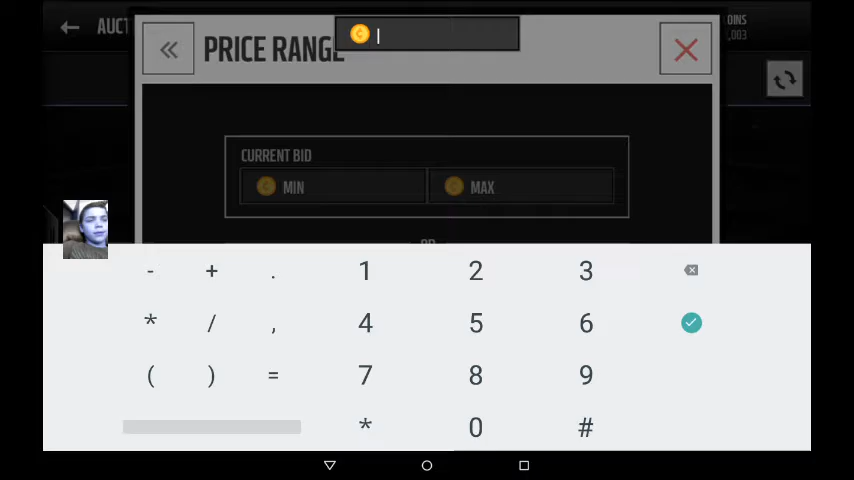 AUCT
PRICE RANGE
OINS
,003
CURRENT BID
MIN
MAX
OR
- + . 1 2 3
* / , 4 5 6
( ) = 7 8 9
* 0 #